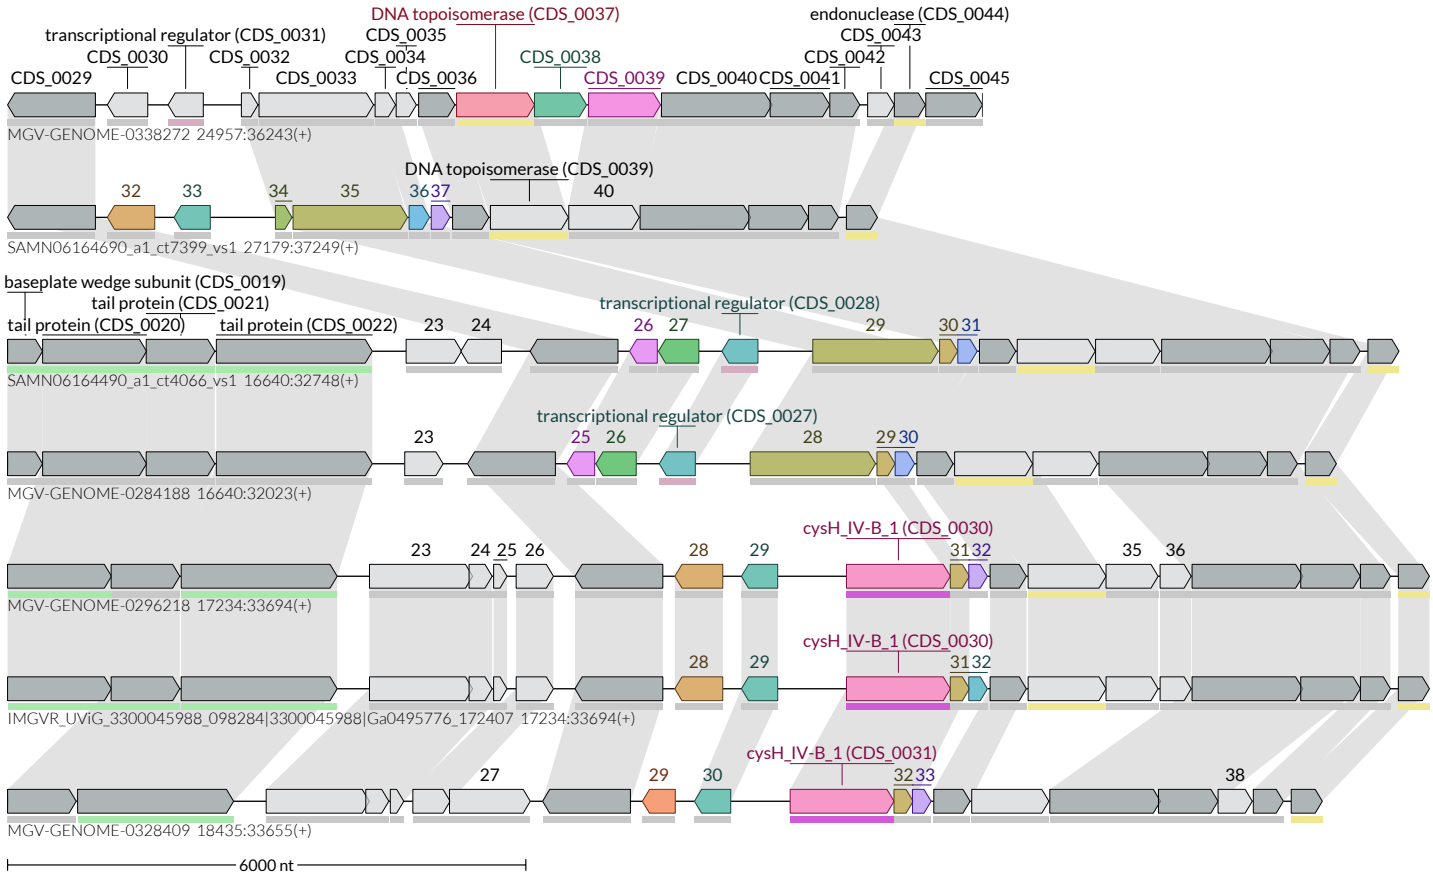 DNA topoisomerase (CDS_0037) endonuclease (CDS_0044)
transcriptional regulator (CDS_0031) CDS_0035 CDS_0043
CDS_0030 CDS_0032 CDS_0034 CDS_0038 CDS_0042
CDS_0029 CDS_0033 CDS_0036 CDS_0039 CDS_0040 CDS_0041 CDS_0045
MGV-GENOME-0338272 24957:36243(+)
DNA topoisomerase (CDS_0039)
32 33 34 35 36 37 40
SAMN06164690_a1_ct7399_vs1 27179:37249(+)
baseplate wedge subunit (CDS_0019)
tail protein (CDS_0021) transcriptional regulator (CDS_0028)
tail protein (CDS_0020) tail protein (CDS_0022) 23 24 26 27 29 30 31
SAMN06164490_a1_ct4066_vs1 16640:32748(+)
transcriptional regulator (CDS_0027)
23 25 26 28 29 30
MGV-GENOME-0284188 16640:32023(+)
cysH_IV-B_1 (CDS_0030)
23 24 25 26 28 29 31 32 35 36
MGV-GENOME-0296218 17234:33694(+)
cysH_IV-B_1 (CDS_0030)
28 29 31 32
IMGVR_UViG_3300045988_098284|3300045988|Ga0495776_172407 17234:33694(+)
cysH_IV-B_1 (CDS_0031)
27 29 30 32 33 38
MGV-GENOME-0328409 18435:33655(+)
6000 nt